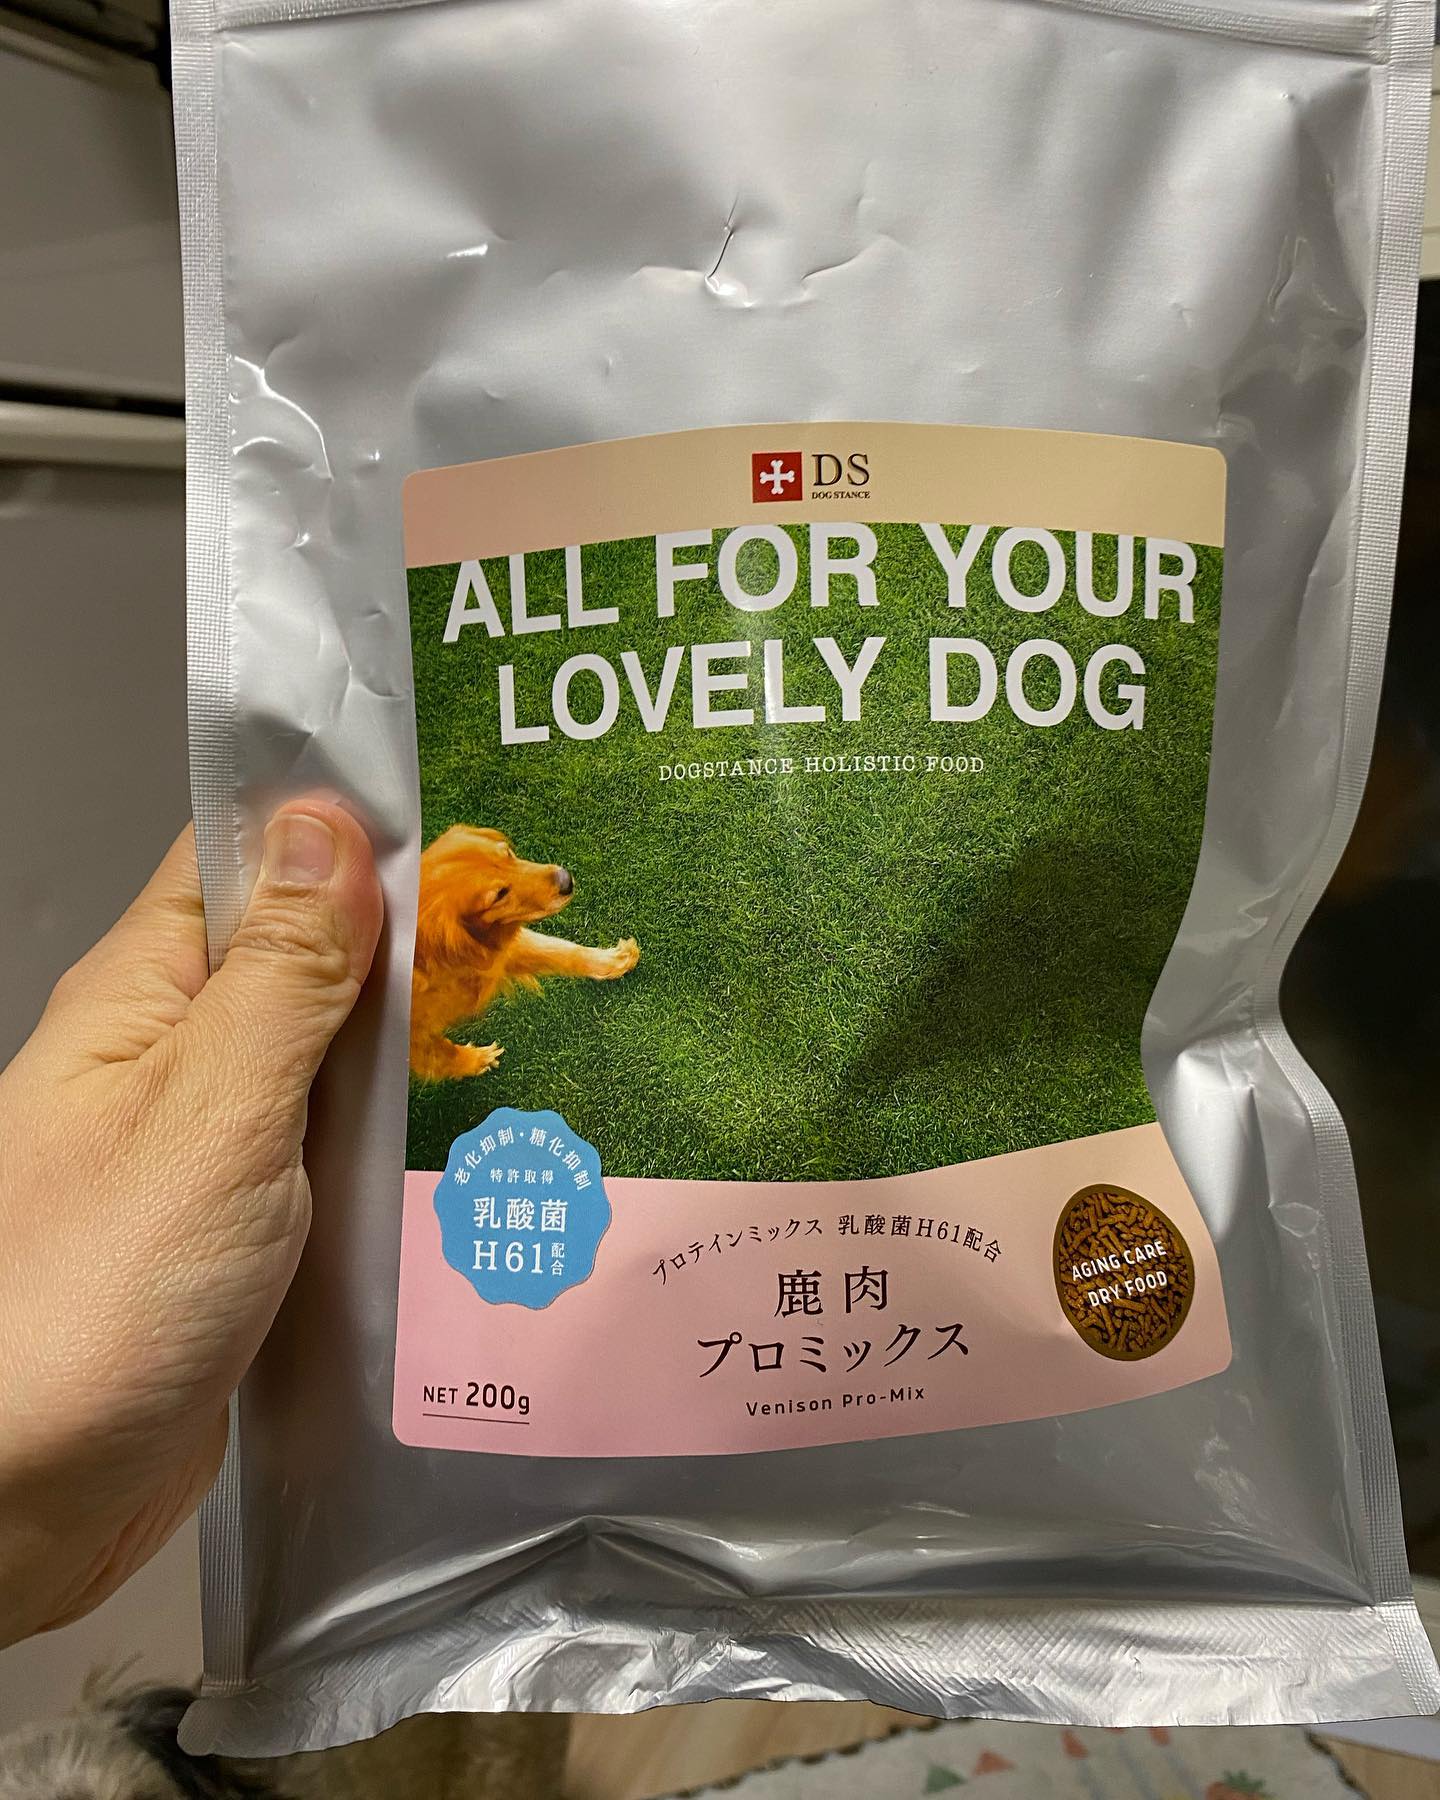 DS
DOG STANCE
ALL FOR YOUR
LOVELY DOG
DOGSTANCE HOLISTIC FOOD
老化抑制・糖化抑制
特許取得
乳酸菌
H61配合
プロテインミックス 乳酸菌H61配合
鹿肉
プロミックス
Venison Pro-Mix
AGING CARE
DRY FOOD
NET 200g